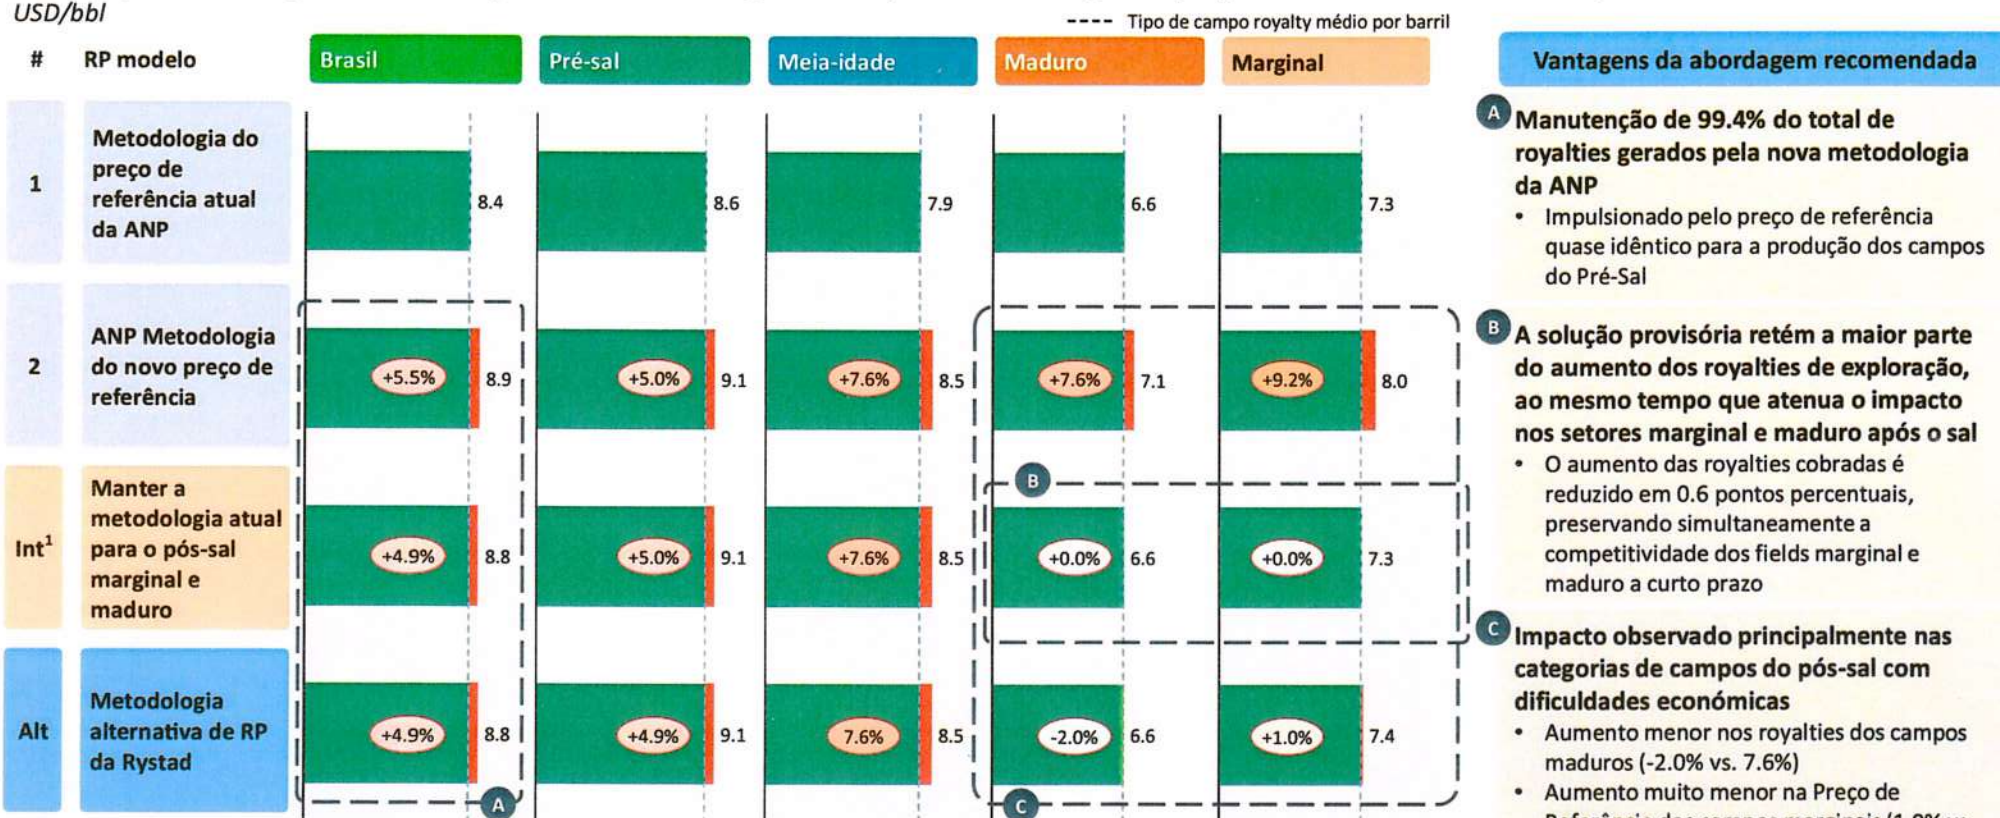 USD/bbl
---- Tipo de campo royalty médio por barril
# RP modelo Brasil Pré-sal Meia-idade Maduro Marginal
1
Metodologia do
preço de
referência atual
da ANP
8.4 8.6 7.9 6.6 7.3
2
ANP Metodologia
do novo preço de
referência
+5.5% 8.9 +5.0% 9.1 +7.6% 8.5 +7.6% 7.1 +9.2% 8.0
B
Int1
Manter a
metodologia atual
para o pós-sal
marginal e
maduro
+4.9% 8.8 +5.0% 9.1 +7.6% 8.5 +0.0% 6.6 +0.0% 7.3
Alt
Metodologia
alternativa de RP
da Rystad
+4.9% 8.8 +4.9% 9.1 7.6% 8.5 -2.0% 6.6 +1.0% 7.4
A C
Vantagens da abordagem recomendada
A Manutenção de 99.4% do total de
royalties gerados pela nova metodologia
da ANP
• Impulsionado pelo preço de referência
quase idêntico para a produção dos campos
do Pré-Sal
B A solução provisória retém a maior parte
do aumento dos royalties de exploração,
ao mesmo tempo que atenua o impacto
nos setores marginal e maduro após o sal
• O aumento das royalties cobradas é
reduzido em 0.6 pontos percentuais,
preservando simultaneamente a
competitividade dos fields marginal e
maduro a curto prazo
C Impacto observado principalmente nas
categorias de campos do pós-sal com
dificuldades económicas
• Aumento menor nos royalties dos campos
maduros (-2.0% vs. 7.6%)
• Aumento muito menor na Preço de